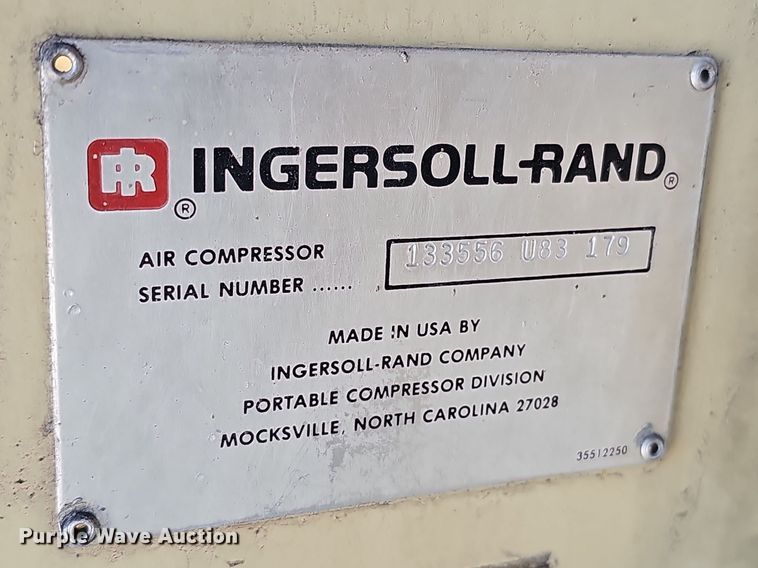 IR ® INGERSOLL-RAND®
AIR COMPRESSOR
SERIAL NUMBER ...... 133556 U83 179
MADE IN USA BY
INGERSOLL-RAND COMPANY
PORTABLE COMPRESSOR DIVISION
MOCKSVILLE, NORTH CAROLINA 27028
35512250
Purple Wave Auction